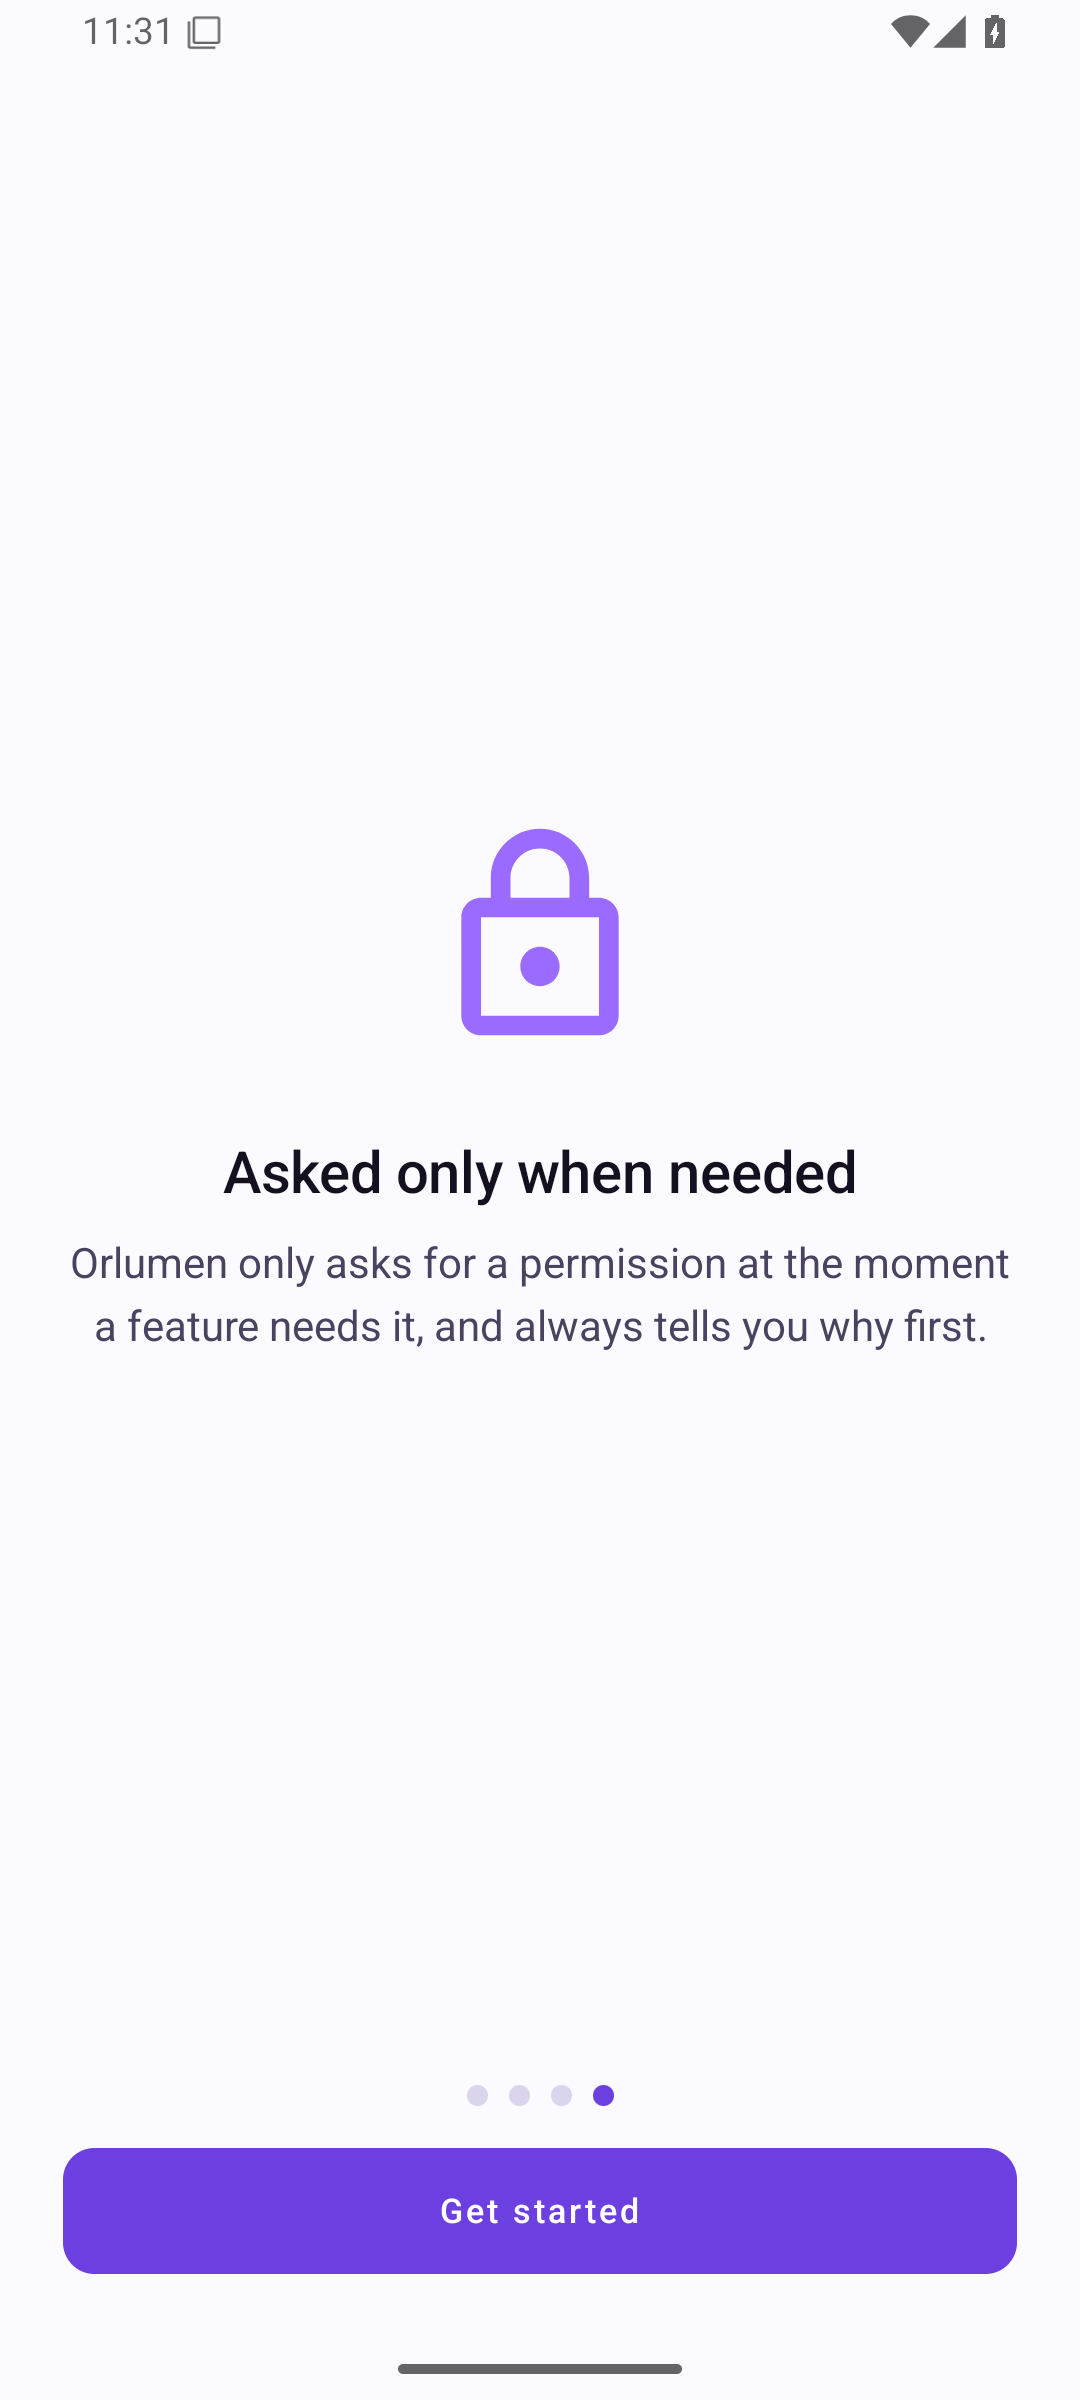 11:31
Asked only when needed
Orlumen only asks for a permission at the moment
a feature needs it, and always tells you why first.
Get started